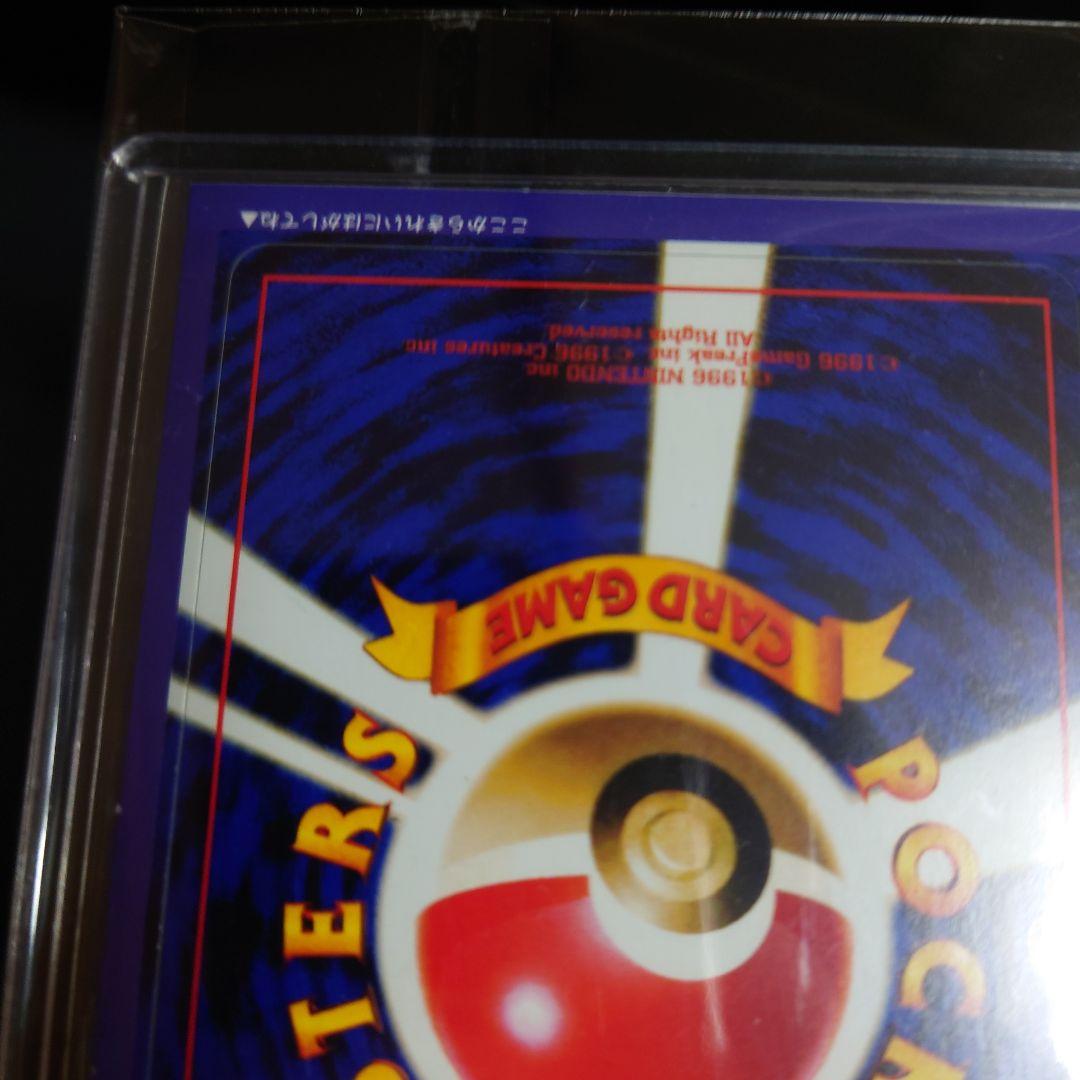 POC
TERS
CARD GAME
©1996 NINTENDO inc.
©1996 GameFreak inc. ©1996, Creatures inc
All Rights reserved.
ここからきれいにはがしてね▼